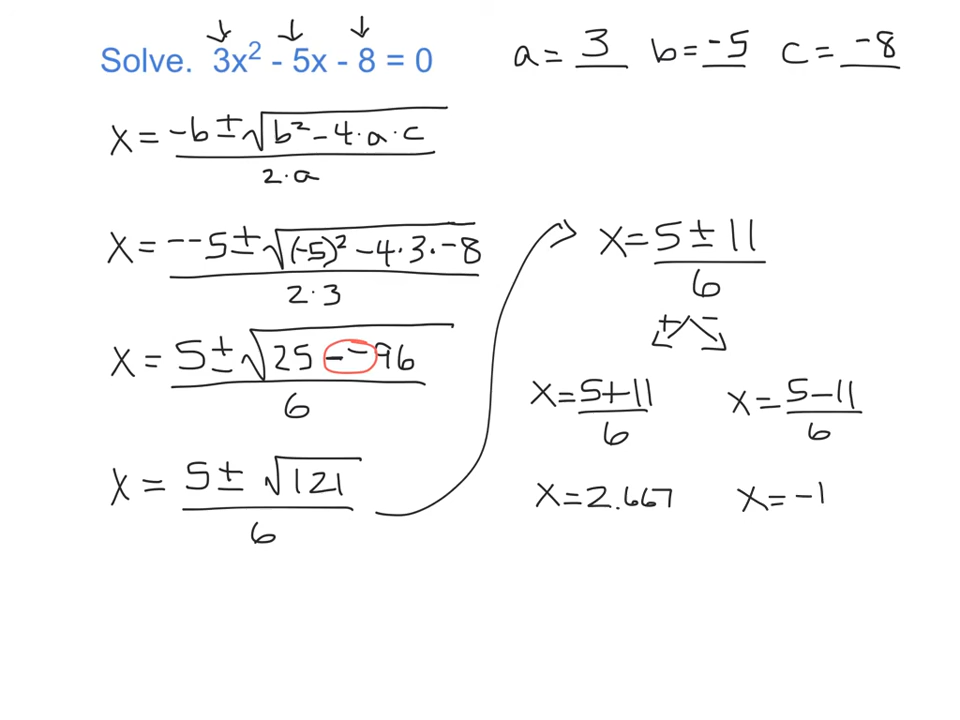 Solve. 3x² - 5x - 8 = 0
a = 3 b = -5 c = -8
x = -b ± √(b² - 4·a·c) / 2·a
x = --5 ± √((-5)² - 4·3·-8) / 2·3
x = 5 ± √(25 - -96) / 6
x = 5 ± √121 / 6
x = 5 ± 11 / 6
+ -
x = 5+11 / 6 x = 5-11 / 6
x = 2.667 x = -1